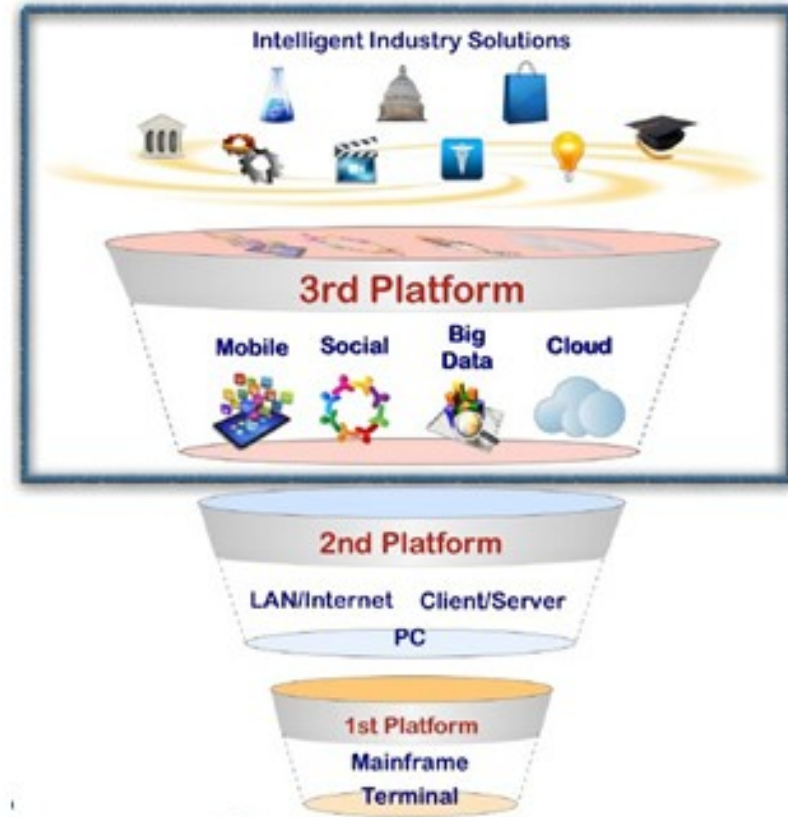 Intelligent Industry Solutions
3rd Platform
Mobile Social Big Data Cloud
2nd Platform
LAN/Internet Client/Server
PC
1st Platform
Mainframe
Terminal